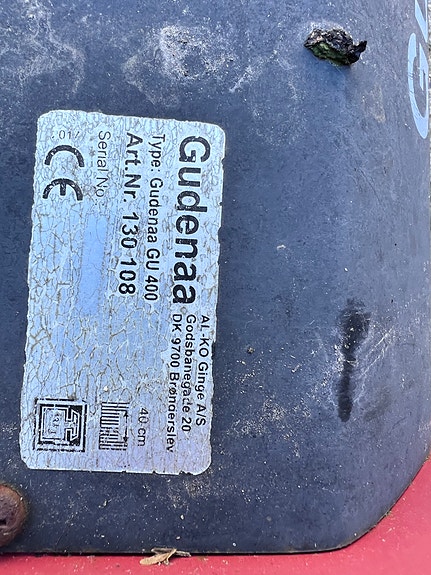 Gudenaa
AL-KO Ginge A/S
Godsbanegade 20
DK 9700 Brønderslev
Type: Gudenaa GU 400
Art.Nr. 130 108
Serial No.
CE
40 cm